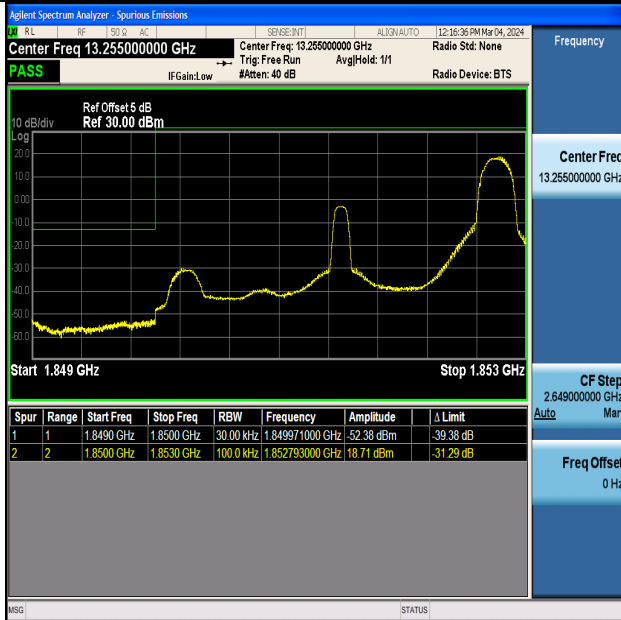 Agilent Spectrum Analyzer - Spurious Emissions
LXI RL RF 50 Ω AC SENSE:INT ALIGN AUTO 12:16:36 PM Mar 04, 2024
Center Freq 13.255000000 GHz Center Freq: 13.255000000 GHz Radio Std: None
Trig: Free Run Avg|Hold: 1/1
PASS IFGain:Low #Atten: 40 dB Radio Device: BTS
Ref Offset 5 dB
10 dB/div Ref 30.00 dBm
Log
20.0
10.0
0.00
-10.0
-20.0
-30.0
-40.0
-50.0
-60.0
Start 1.849 GHz Stop 1.853 GHz
Spur Range Start Freq Stop Freq RBW Frequency Amplitude Δ Limit
1 1 1.8490 GHz 1.8500 GHz 30.00 kHz 1.849971000 GHz -52.38 dBm -39.38 dB
2 2 1.8500 GHz 1.8530 GHz 100.0 kHz 1.852793000 GHz 18.71 dBm -31.29 dB
MSG STATUS
Frequency
Center Freq
13.255000000 GHz
CF Step
2.649000000 GHz
Auto Man
Freq Offset
0 Hz